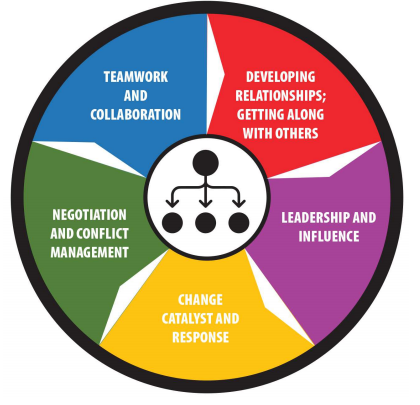 TEAMWORK
AND
COLLABORATION
DEVELOPING
RELATIONSHIPS;
GETTING ALONG
WITH OTHERS
LEADERSHIP AND
INFLUENCE
CHANGE
CATALYST AND
RESPONSE
NEGOTIATION
AND CONFLICT
MANAGEMENT